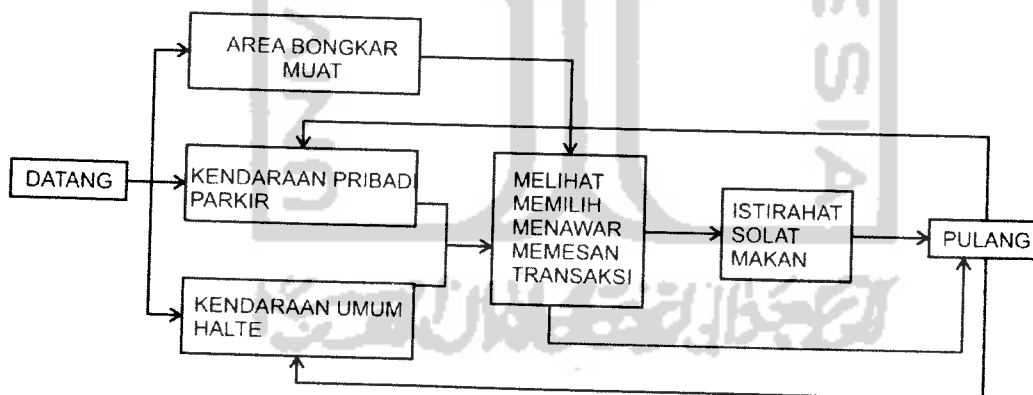 AREA BONGKAR
MUAT
DATANG
KENDARAAN PRIBADI
PARKIR
KENDARAAN UMUM
HALTE
MELIHAT
MEMILIH
MENAWAR
MEMESAN
TRANSAKSI
ISTIRAHAT
SOLAT
MAKAN
PULANG